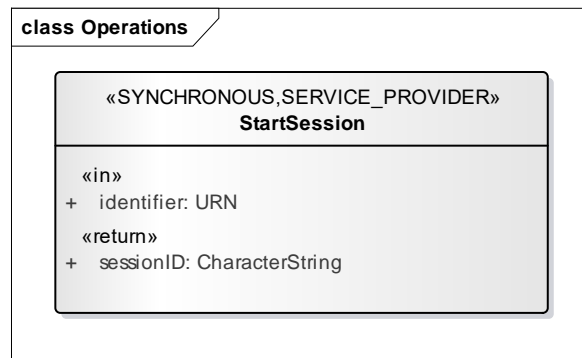 class Operations
«SYNCHRONOUS,SERVICE_PROVIDER»
StartSession
«in»
+ identifier: URN
«return»
+ sessionID: CharacterString